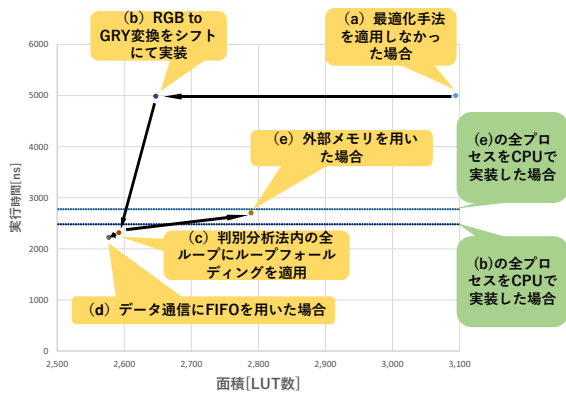 （b）RGB to
GRY変換をシフト
にて実装
（a）最適化手法
を適用しなかっ
た場合
（e）外部メモリを用い
た場合
(e)の全プロ
セスをCPUで
実装した場合
(b)の全プロ
セスをCPUで
実装した場合
（c）判別分析法内の全
ループにループフォール
ディングを適用
（d）データ通信にFIFOを用いた場合
実行時間[ns]
6000
5000
4000
3000
2000
1000
0
2,500
2,600
2,700
2,800
2,900
3,000
3,100
面積[LUT数]